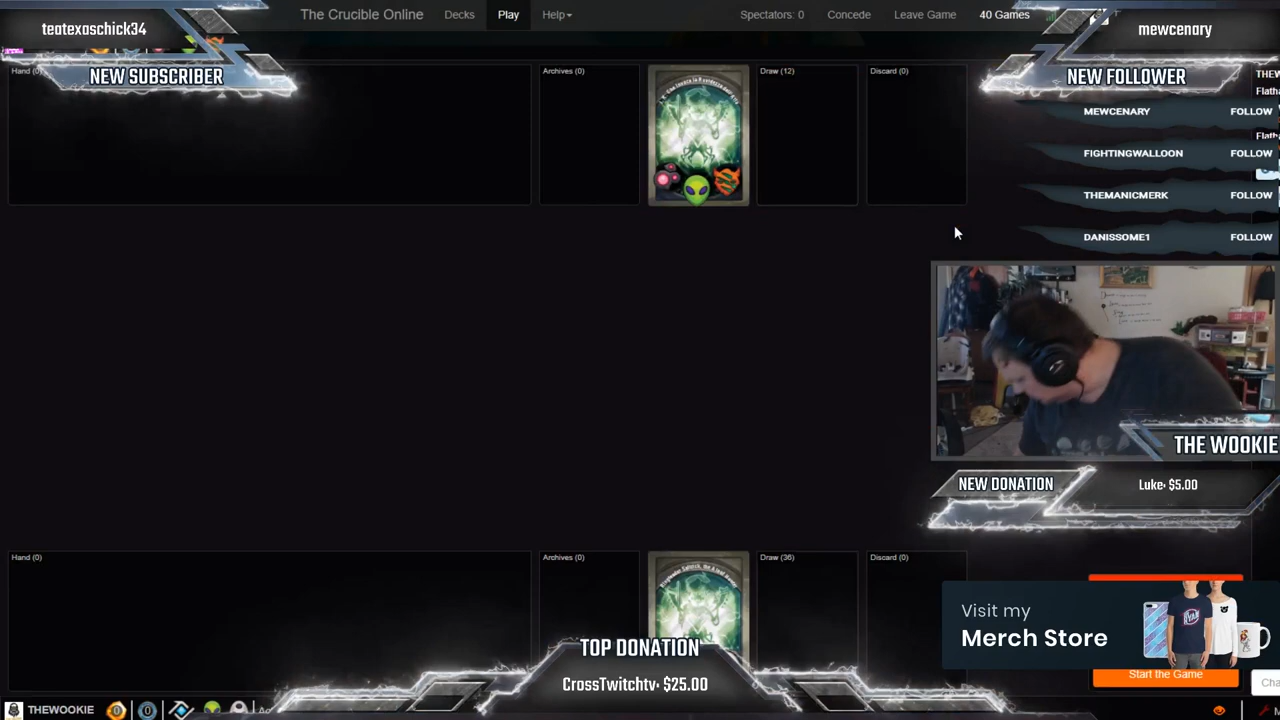 The Crucible Online Decks Play Help Spectators: 0 Concede Leave Game 40 Games
teatexaschick34
NEW SUBSCRIBER
mewcenary
NEW FOLLOWER
Hand (0)
Archives (0)
Draw (12)
Discard (0)
MEWCENARY FOLLOW
FIGHTINGWALLOON FOLLOW
THEMANICMERK FOLLOW
DANISSOME1 FOLLOW
THE WOOKIE
NEW DONATION
Luke: $5.00
Hand (0)
Archives (0)
Draw (36)
Discard (0)
Visit my
Merch Store
RYAN
TOP DONATION
CrossTwitchtv: $25.00
Start the Game
THEWOOKIE